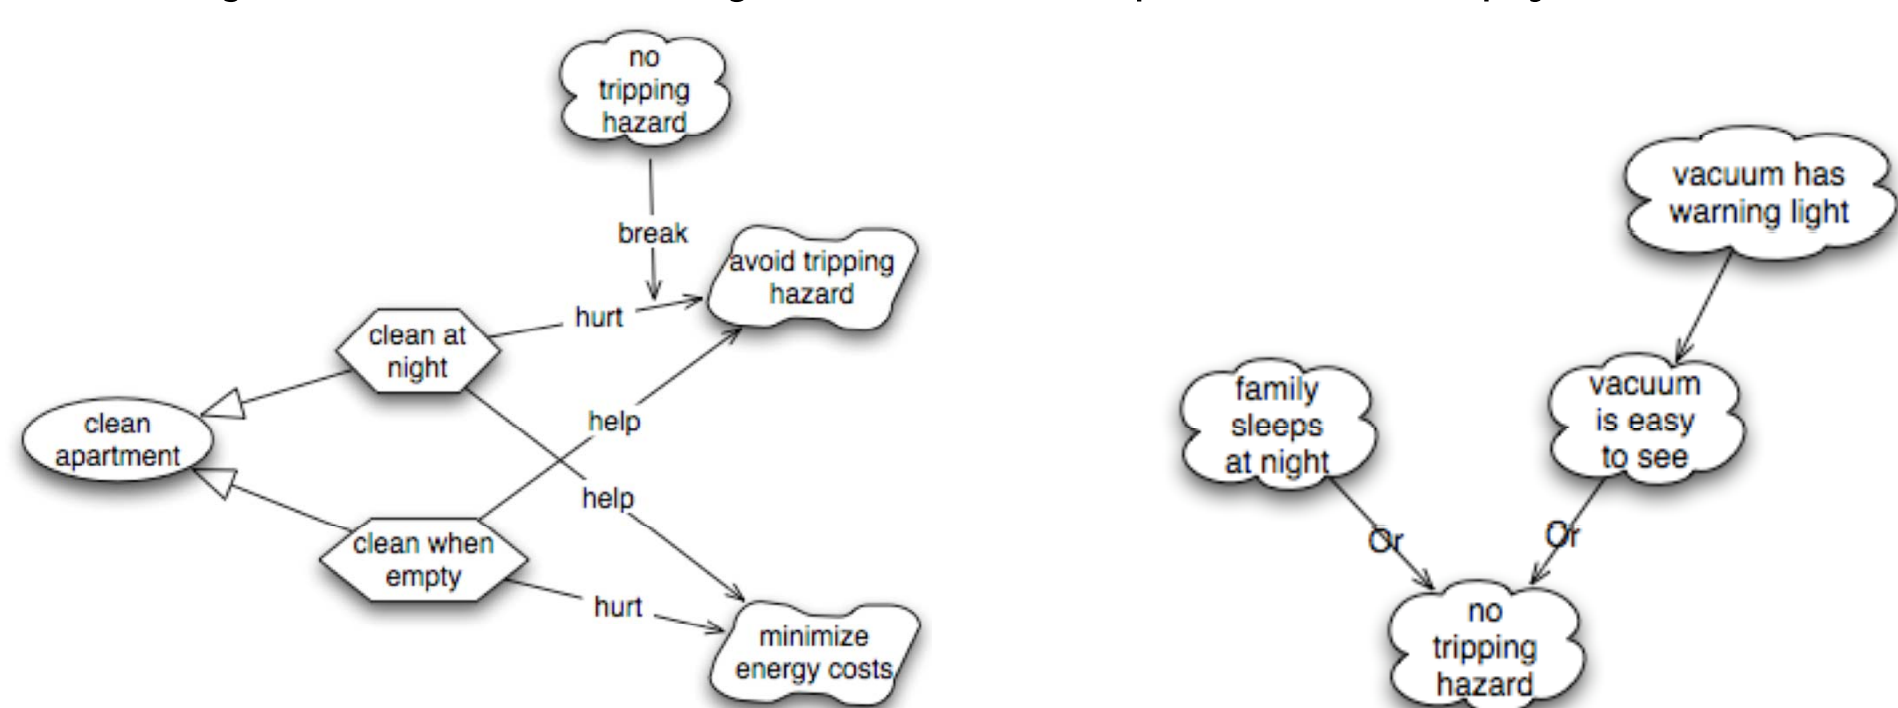 no
tripping
hazard
break
avoid tripping
hazard
hurt
clean at
night
help
clean
apartment
help
clean when
empty
hurt
minimize
energy costs
vacuum has
warning light
family
sleeps
at night
vacuum
is easy
to see
Or
Or
no
tripping
hazard